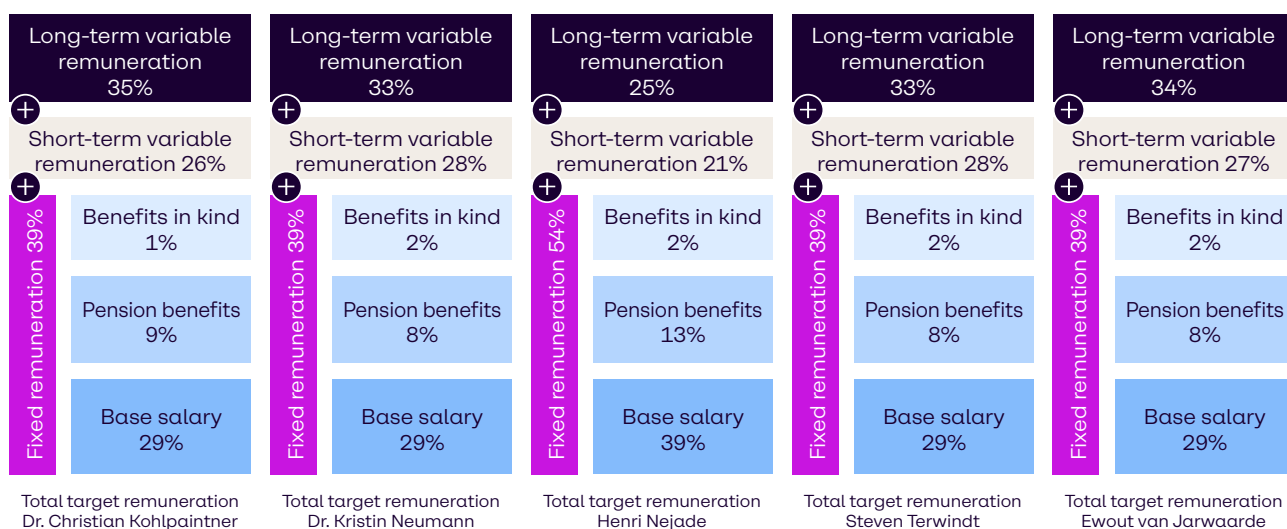 Long-term variable
remuneration
35%
Short-term variable
remuneration 26%
Fixed remuneration 39%
Benefits in kind
1%
Pension benefits
9%
Base salary
29%
Total target remuneration
Dr. Christian Kohlpaintner
Long-term variable
remuneration
33%
Short-term variable
remuneration 28%
Fixed remuneration 39%
Benefits in kind
2%
Pension benefits
8%
Base salary
29%
Total target remuneration
Dr. Kristin Neumann
Long-term variable
remuneration
25%
Short-term variable
remuneration 21%
Fixed remuneration 54%
Benefits in kind
2%
Pension benefits
13%
Base salary
39%
Total target remuneration
Henri Nejade
Long-term variable
remuneration
33%
Short-term variable
remuneration 28%
Fixed remuneration 39%
Benefits in kind
2%
Pension benefits
8%
Base salary
29%
Total target remuneration
Steven Terwindt
Long-term variable
remuneration
34%
Short-term variable
remuneration 27%
Fixed remuneration 39%
Benefits in kind
2%
Pension benefits
8%
Base salary
29%
Total target remuneration
Ewout van Jarwaarde